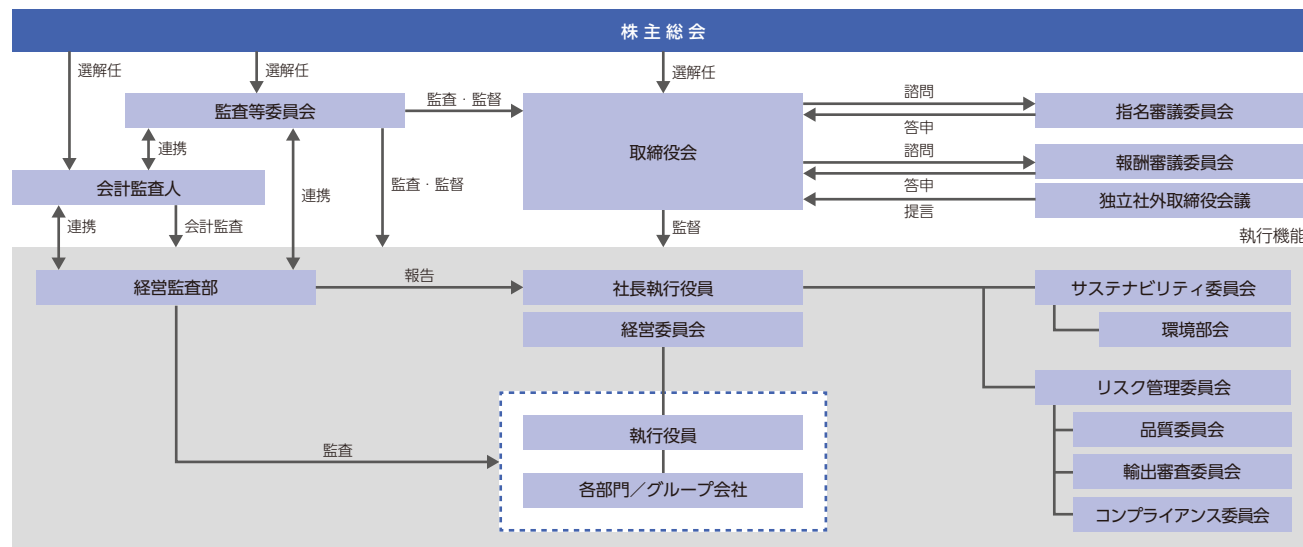 株主総会
選解任
選解任
選解任
監査等委員会
監査・監督
取締役会
諮問
答申
指名審議委員会
連携
諮問
答申
報酬審議委員会
会計監査人
連携
監査・監督
提言
独立社外取締役会議
連携
会計監査
監督
執行機能
経営監査部
報告
社長執行役員
サステナビリティ委員会
経営委員会
環境部会
リスク管理委員会
監査
執行役員
品質委員会
輸出審査委員会
各部門／グループ会社
コンプライアンス委員会